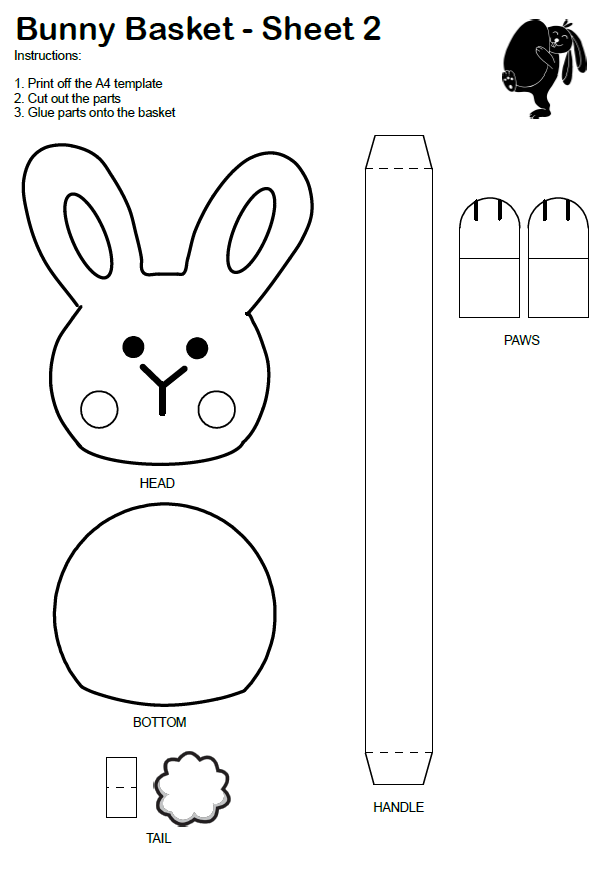 Bunny Basket - Sheet 2
Instructions:
1. Print off the A4 template
2. Cut out the parts
3. Glue parts onto the basket
PAWS
HEAD
BOTTOM
HANDLE
TAIL